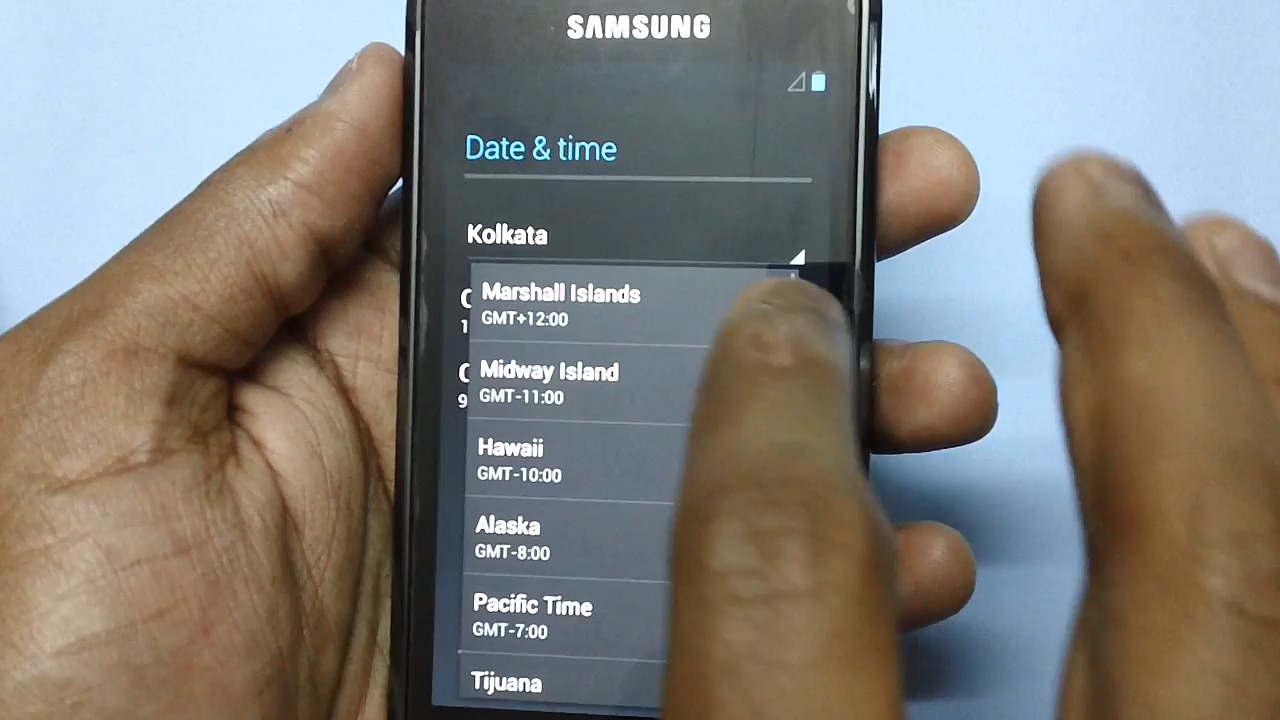 SAMSUNG
Date & time
Kolkata
Marshall Islands
GMT+12:00
Midway Island
GMT-11:00
Hawaii
GMT-10:00
Alaska
GMT-8:00
Pacific Time
GMT-7:00
Tijuana